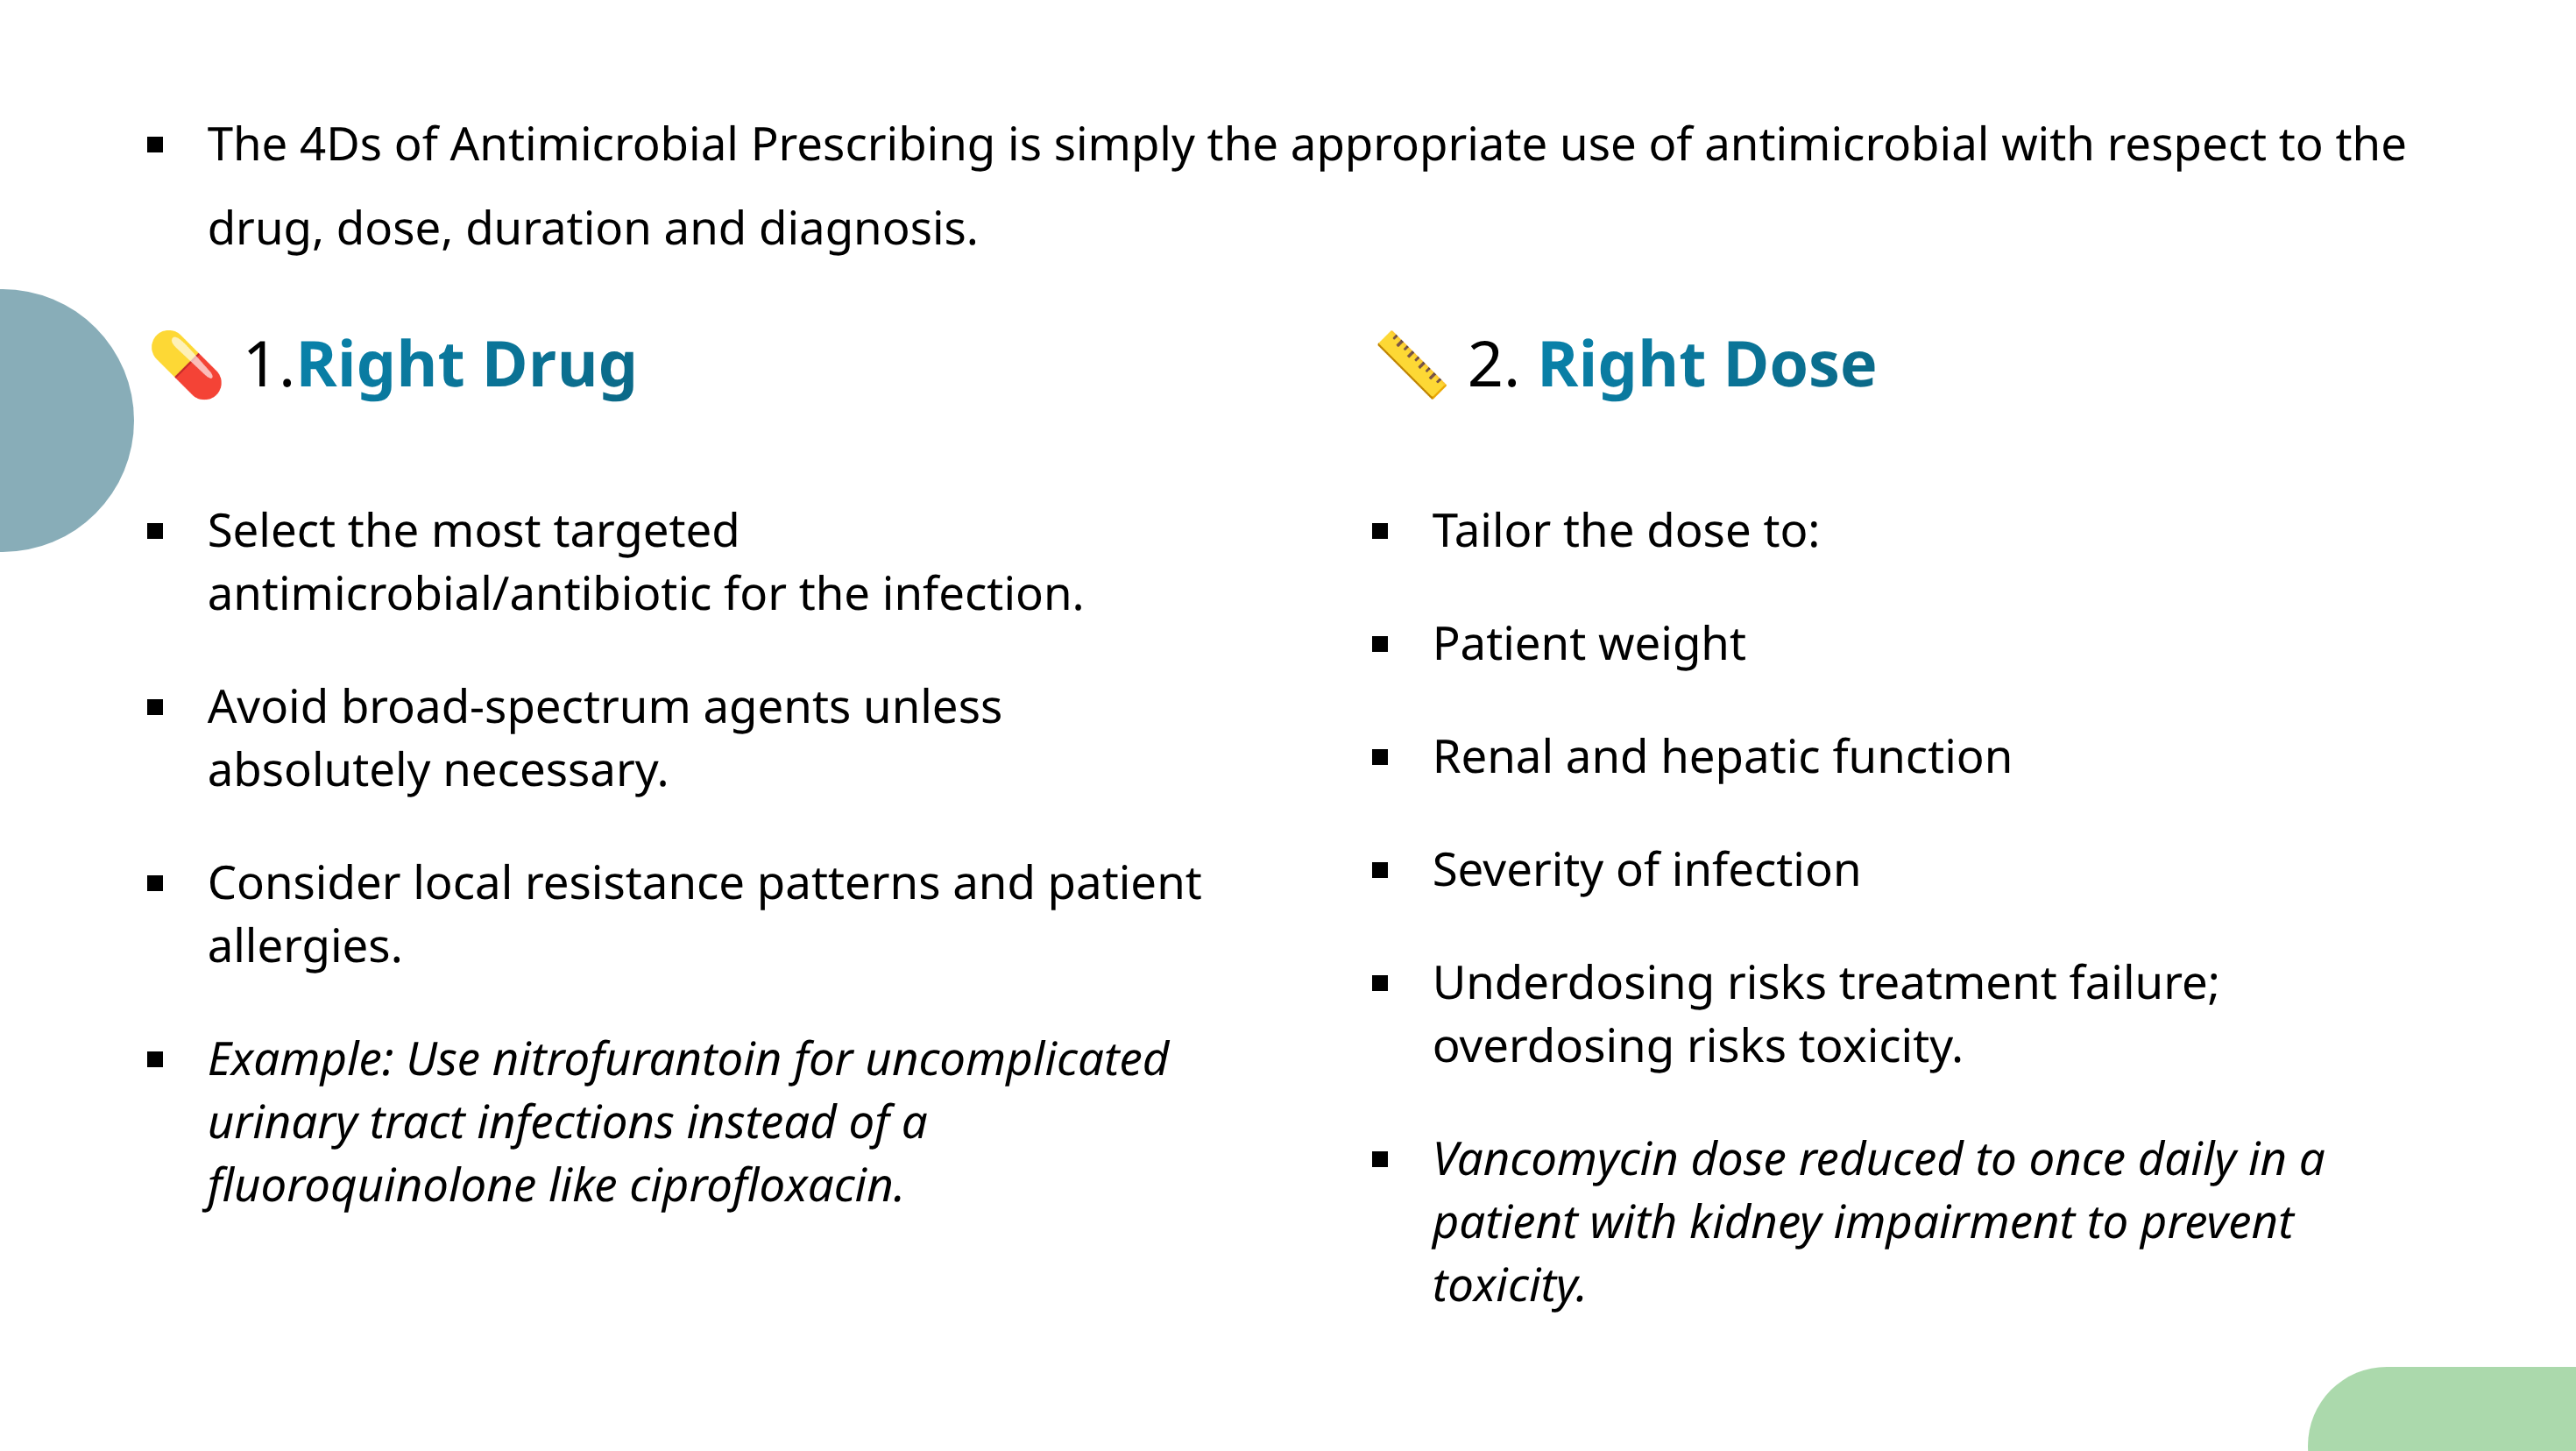 The 4Ds of Antimicrobial Prescribing is simply the appropriate use of antimicrobial with respect to the
drug, dose, duration and diagnosis.
1.Right Drug
Select the most targeted
antimicrobial/antibiotic for the infection.
Avoid broad-spectrum agents unless
absolutely necessary.
Consider local resistance patterns and patient
allergies.
Example: Use nitrofurantoin for uncomplicated
urinary tract infections instead of a
fluoroquinolone like ciprofloxacin.
2. Right Dose
Tailor the dose to:
Patient weight
Renal and hepatic function
Severity of infection
Underdosing risks treatment failure;
overdosing risks toxicity.
Vancomycin dose reduced to once daily in a
patient with kidney impairment to prevent
toxicity.